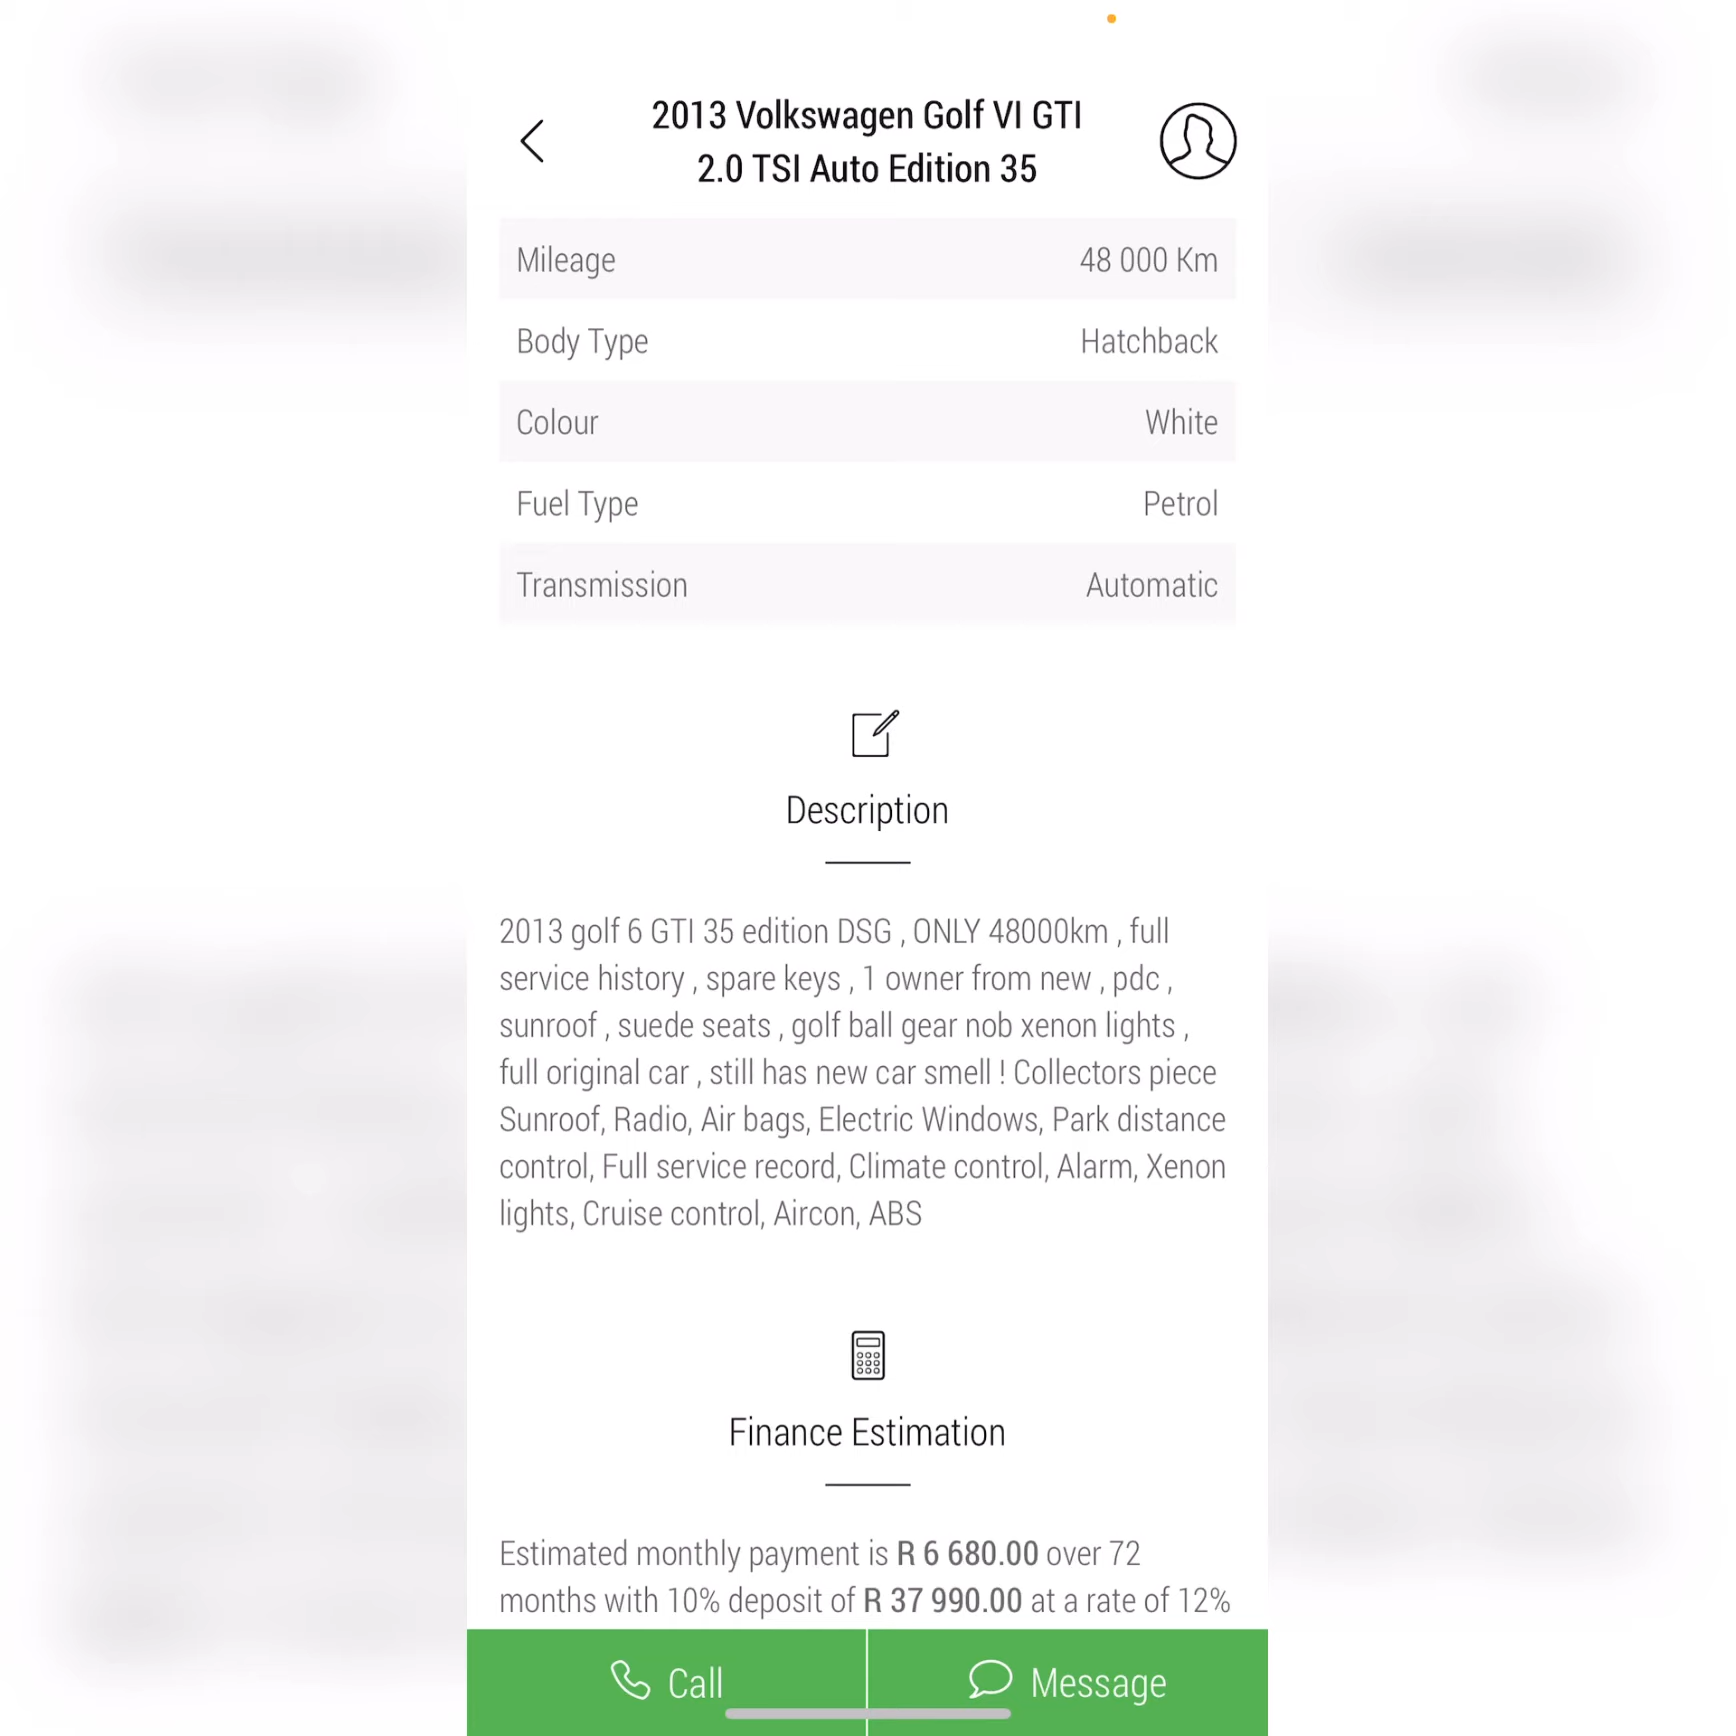 2013 Volkswagen Golf VI GTI
2.0 TSI Auto Edition 35
Mileage 48 000 Km
Body Type Hatchback
Colour White
Fuel Type Petrol
Transmission Automatic
Description
2013 golf 6 GTI 35 edition DSG , ONLY 48000km , full
service history , spare keys , 1 owner from new , pdc ,
sunroof , suede seats , golf ball gear nob xenon lights ,
full original car , still has new car smell ! Collectors piece
Sunroof, Radio, Air bags, Electric Windows, Park distance
control, Full service record, Climate control, Alarm, Xenon
lights, Cruise control, Aircon, ABS
Finance Estimation
Estimated monthly payment is R 6 680.00 over 72
months with 10% deposit of R 37 990.00 at a rate of 12%
Call Message